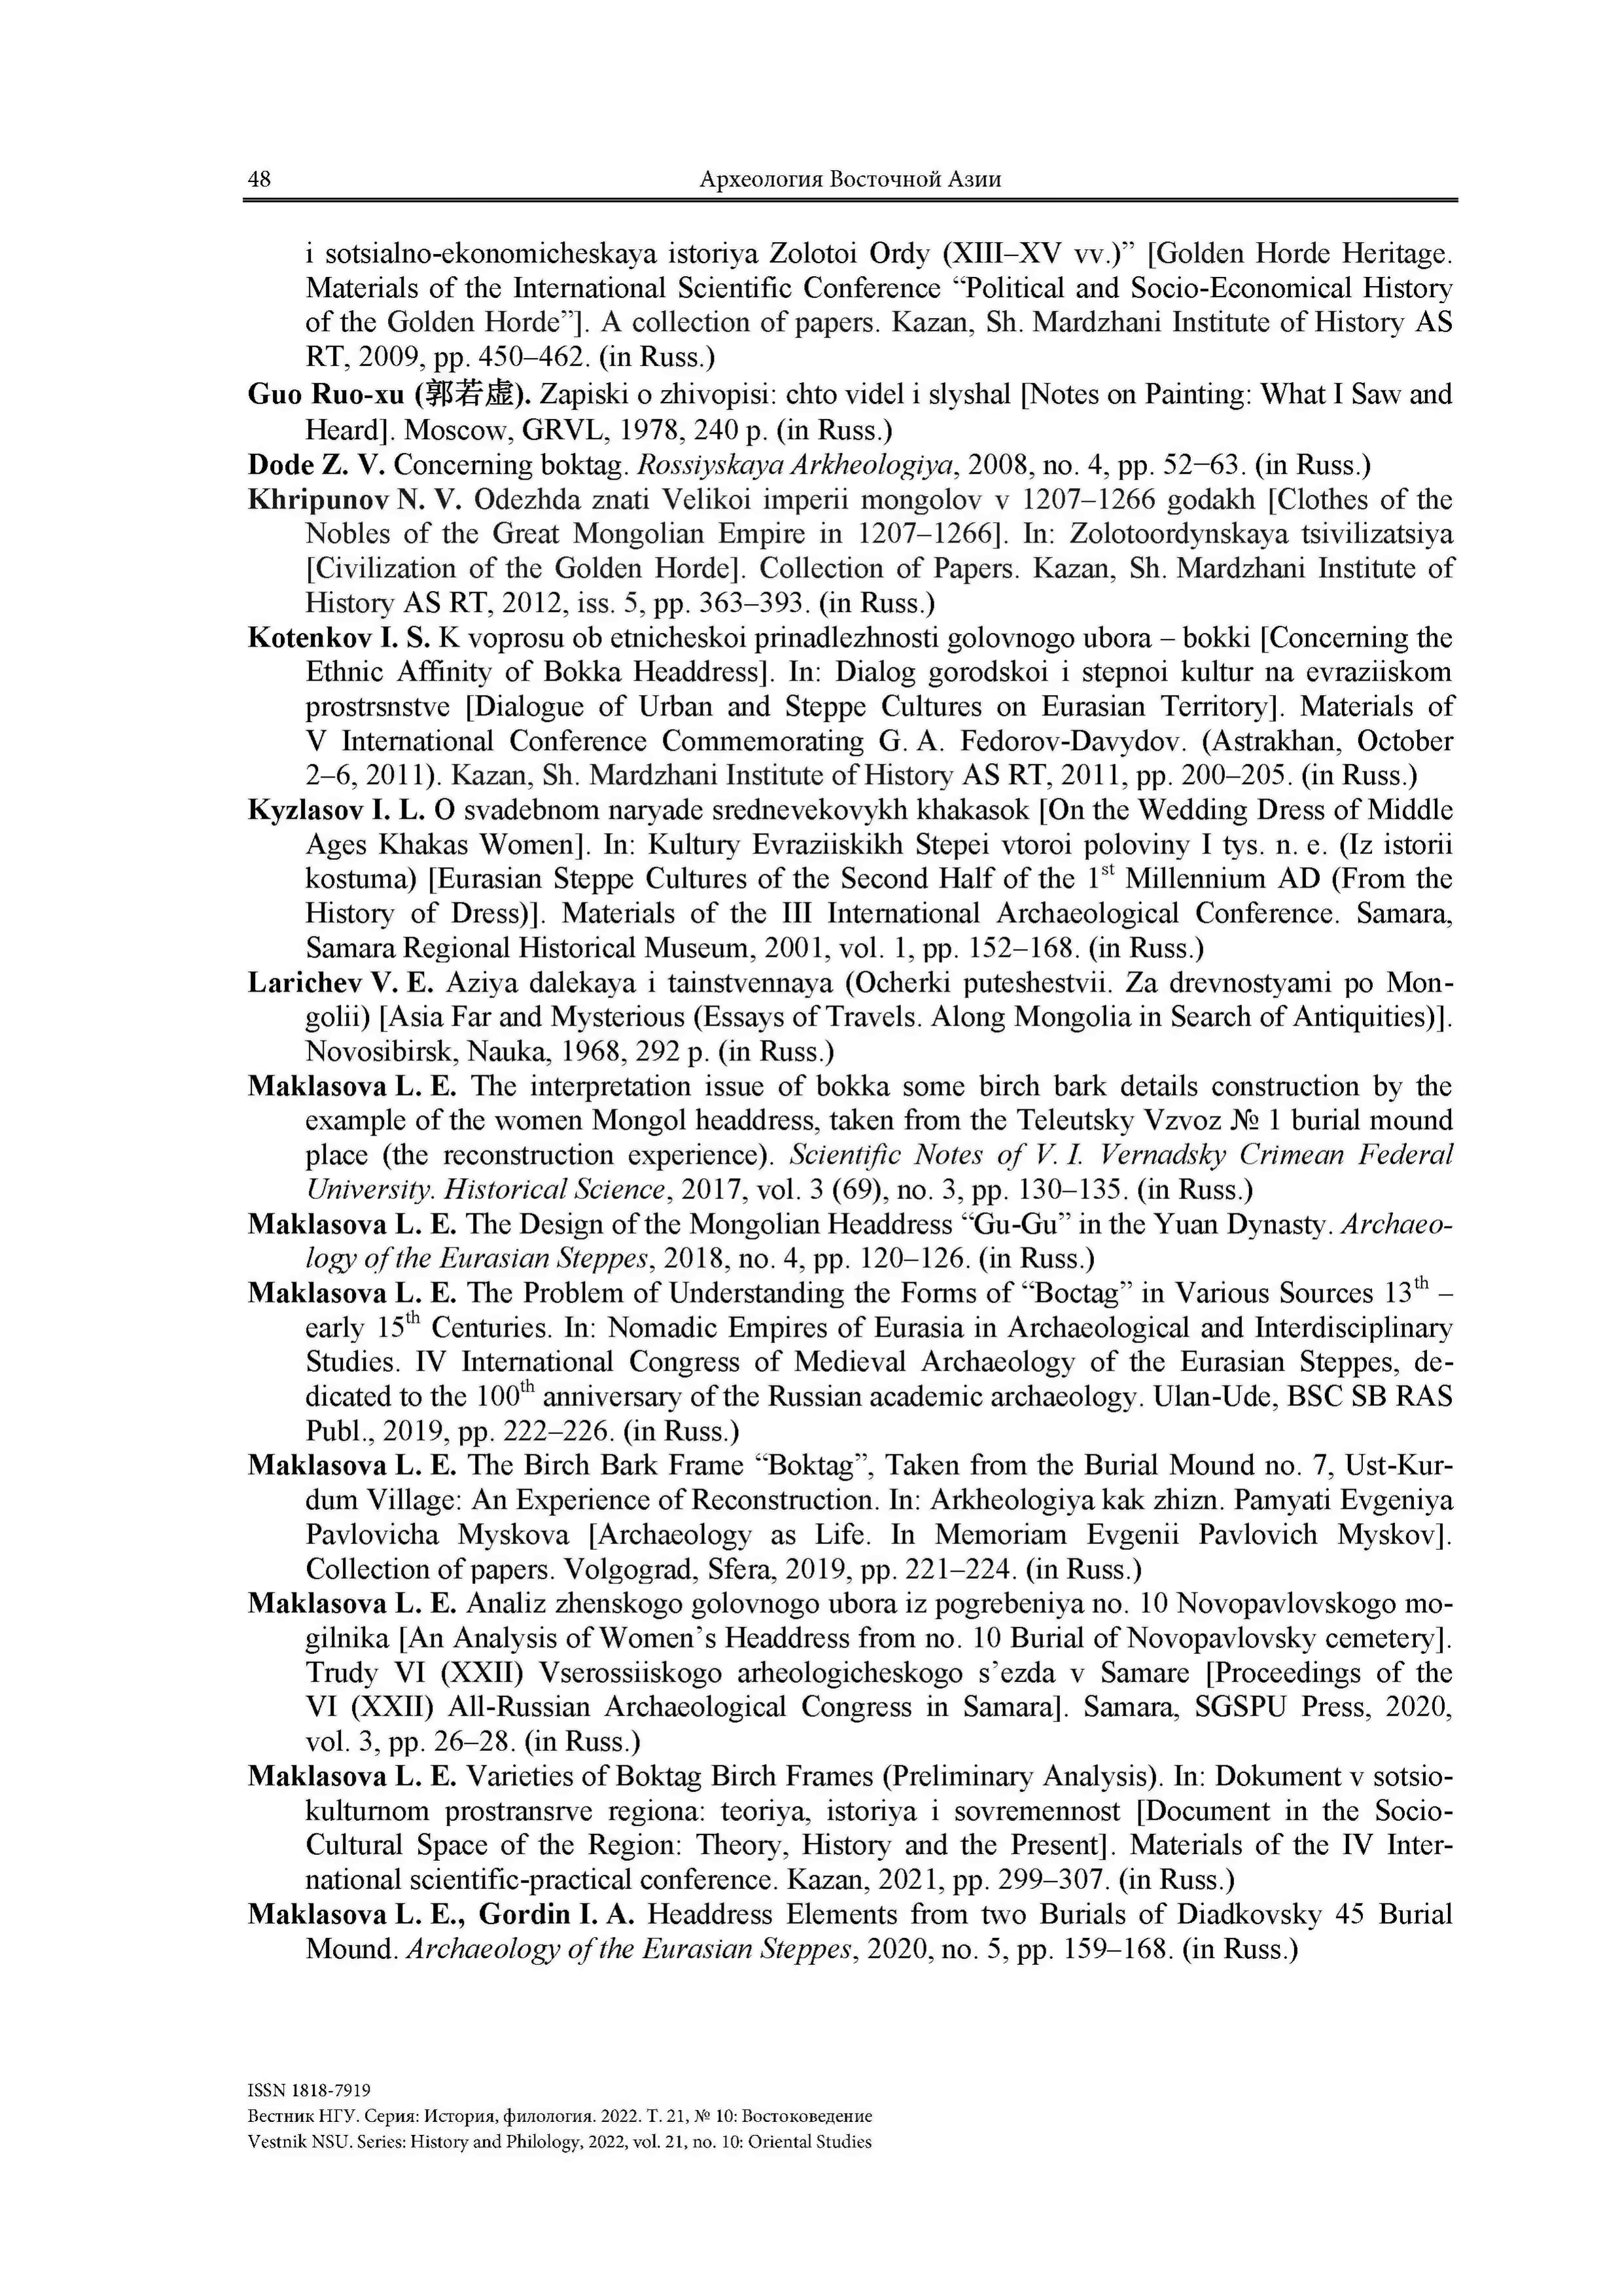 48
Археология Восточной Азии
i sotsialno-ekonomicheskaya istoriya Zolotoi Ordy (XIII–XV vv.)” [Golden Horde Heritage.
Materials of the International Scientific Conference “Political and Socio-Economical History
of the Golden Horde”]. A collection of papers. Kazan, Sh. Mardzhani Institute of History AS
RT, 2009, pp. 450–462. (in Russ.)
Guo Ruo-xu (郭若虚). Zapiski o zhivopisi: chto videl i slyshal [Notes on Painting: What I Saw and
Heard]. Moscow, GRVL, 1978, 240 p. (in Russ.)
Dode Z. V. Concerning boktag. Rossiyskaya Arkheologiya, 2008, no. 4, pp. 52−63. (in Russ.)
Khripunov N. V. Odezhda znati Velikoi imperii mongolov v 1207–1266 godakh [Clothes of the
Nobles of the Great Mongolian Empire in 1207–1266]. In: Zolotoordynskaya tsivilizatsiya
[Civilization of the Golden Horde]. Collection of Papers. Kazan, Sh. Mardzhani Institute of
History AS RT, 2012, iss. 5, pp. 363–393. (in Russ.)
Kotenkov I. S. K voprosu ob etnicheskoi prinadlezhnosti golovnogo ubora – bokki [Concerning the
Ethnic Affinity of Bokka Headdress]. In: Dialog gorodskoi i stepnoi kultur na evraziiskom
prostrsnstve [Dialogue of Urban and Steppe Cultures on Eurasian Territory]. Materials of
V International Conference Commemorating G. A. Fedorov-Davydov. (Astrakhan, October
2–6, 2011). Kazan, Sh. Mardzhani Institute of History AS RT, 2011, pp. 200–205. (in Russ.)
Kyzlasov I. L. O svadebnom naryade srednevekovykh khakasok [On the Wedding Dress of Middle
Ages Khakas Women]. In: Kultury Evraziiskikh Stepei vtoroi poloviny I tys. n. e. (Iz istorii
kostuma) [Eurasian Steppe Cultures of the Second Half of the 1st Millennium AD (From the
History of Dress)]. Materials of the III International Archaeological Conference. Samara,
Samara Regional Historical Museum, 2001, vol. 1, pp. 152–168. (in Russ.)
Larichev V. E. Aziya dalekaya i tainstvennaya (Ocherki puteshestvii. Za drevnostyami po Mon-
golii) [Asia Far and Mysterious (Essays of Travels. Along Mongolia in Search of Antiquities)].
Novosibirsk, Nauka, 1968, 292 p. (in Russ.)
Maklasova L. E. The interpretation issue of bokka some birch bark details construction by the
example of the women Mongol headdress, taken from the Teleutsky Vzvoz № 1 burial mound
place (the reconstruction experience). Scientific Notes of V. I. Vernadsky Crimean Federal
University. Historical Science, 2017, vol. 3 (69), no. 3, pp. 130–135. (in Russ.)
Maklasova L. E. The Design of the Mongolian Headdress “Gu-Gu” in the Yuan Dynasty. Archaeo-
logy of the Eurasian Steppes, 2018, no. 4, pp. 120–126. (in Russ.)
Maklasova L. E. The Problem of Understanding the Forms of “Boctag” in Various Sources 13th –
early 15th Centuries. In: Nomadic Empires of Eurasia in Archaeological and Interdisciplinary
Studies. IV International Congress of Medieval Archaeology of the Eurasian Steppes, de-
dicated to the 100th anniversary of the Russian academic archaeology. Ulan-Ude, BSC SB RAS
Publ., 2019, pp. 222–226. (in Russ.)
Maklasova L. E. The Birch Bark Frame “Boktag”, Taken from the Burial Mound no. 7, Ust-Kur-
dum Village: An Experience of Reconstruction. In: Arkheologiya kak zhizn. Pamyati Evgeniya
Pavlovicha Myskova [Archaeology as Life. In Memoriam Evgenii Pavlovich Myskov].
Collection of papers. Volgograd, Sfera, 2019, pp. 221–224. (in Russ.)
Maklasova L. E. Analiz zhenskogo golovnogo ubora iz pogrebeniya no. 10 Novopavlovskogo mo-
gilnika [An Analysis of Women’s Headdress from no. 10 Burial of Novopavlovsky cemetery].
Trudy VI (XXII) Vserossiiskogo arheologicheskogo s’ezda v Samare [Proceedings of the
VI (XXII) All-Russian Archaeological Congress in Samara]. Samara, SGSPU Press, 2020,
vol. 3, pp. 26–28. (in Russ.)
Maklasova L. E. Varieties of Boktag Birch Frames (Preliminary Analysis). In: Dokument v sotsio-
kulturnom prostransrve regiona: teoriya, istoriya i sovremennost [Document in the Socio-
Cultural Space of the Region: Theory, History and the Present]. Materials of the IV Inter-
national scientific-practical conference. Kazan, 2021, pp. 299–307. (in Russ.)
Maklasova L. E., Gordin I. A. Headdress Elements from two Burials of Diadkovsky 45 Burial
Mound. Archaeology of the Eurasian Steppes, 2020, no. 5, pp. 159–168. (in Russ.)
ISSN 1818-7919
Вестник НГУ. Серия: История, филология. 2022. Т. 21, № 10: Востоковедение
Vestnik NSU. Series: History and Philology, 2022, vol. 21, no. 10: Oriental Studies